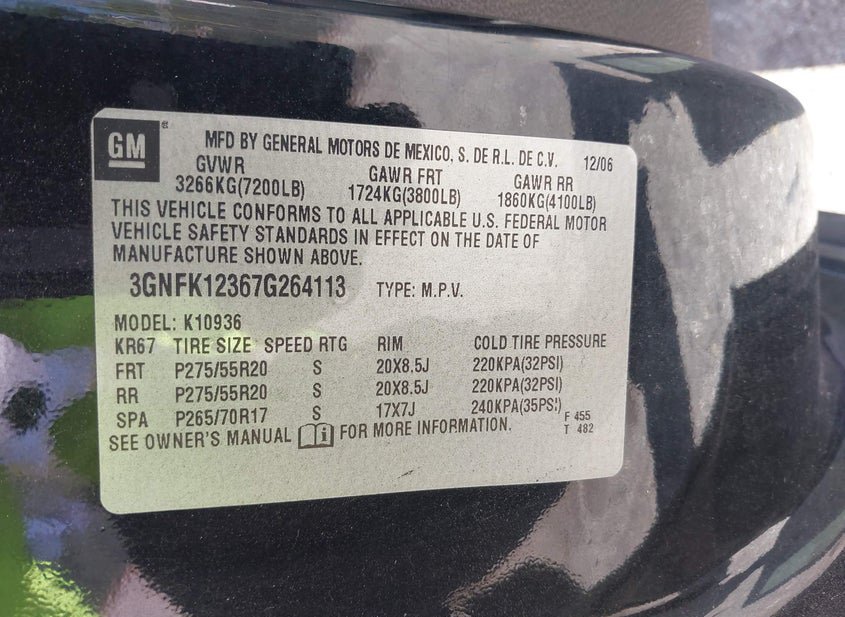 GM
MFD BY GENERAL MOTORS DE MEXICO, S. DE R.L. DE C.V. 12/06
GVWR GAWR FRT GAWR RR
3266KG(7200LB) 1724KG(3800LB) 1860KG(4100LB)
THIS VEHICLE CONFORMS TO ALL APPLICABLE U.S. FEDERAL MOTOR
VEHICLE SAFETY STANDARDS IN EFFECT ON THE DATE OF
MANUFACTURE SHOWN ABOVE.
3GNFK12367G264113 TYPE: M.P.V.
MODEL: K10936
KR67 TIRE SIZE SPEED RTG RIM COLD TIRE PRESSURE
FRT P275/55R20 S 20X8.5J 220KPA(32PSI)
RR P275/55R20 S 20X8.5J 220KPA(32PSI)
SPA P265/70R17 S 17X7J 240KPA(35PSI)
SEE OWNER'S MANUAL i FOR MORE INFORMATION.
F 455
T 482